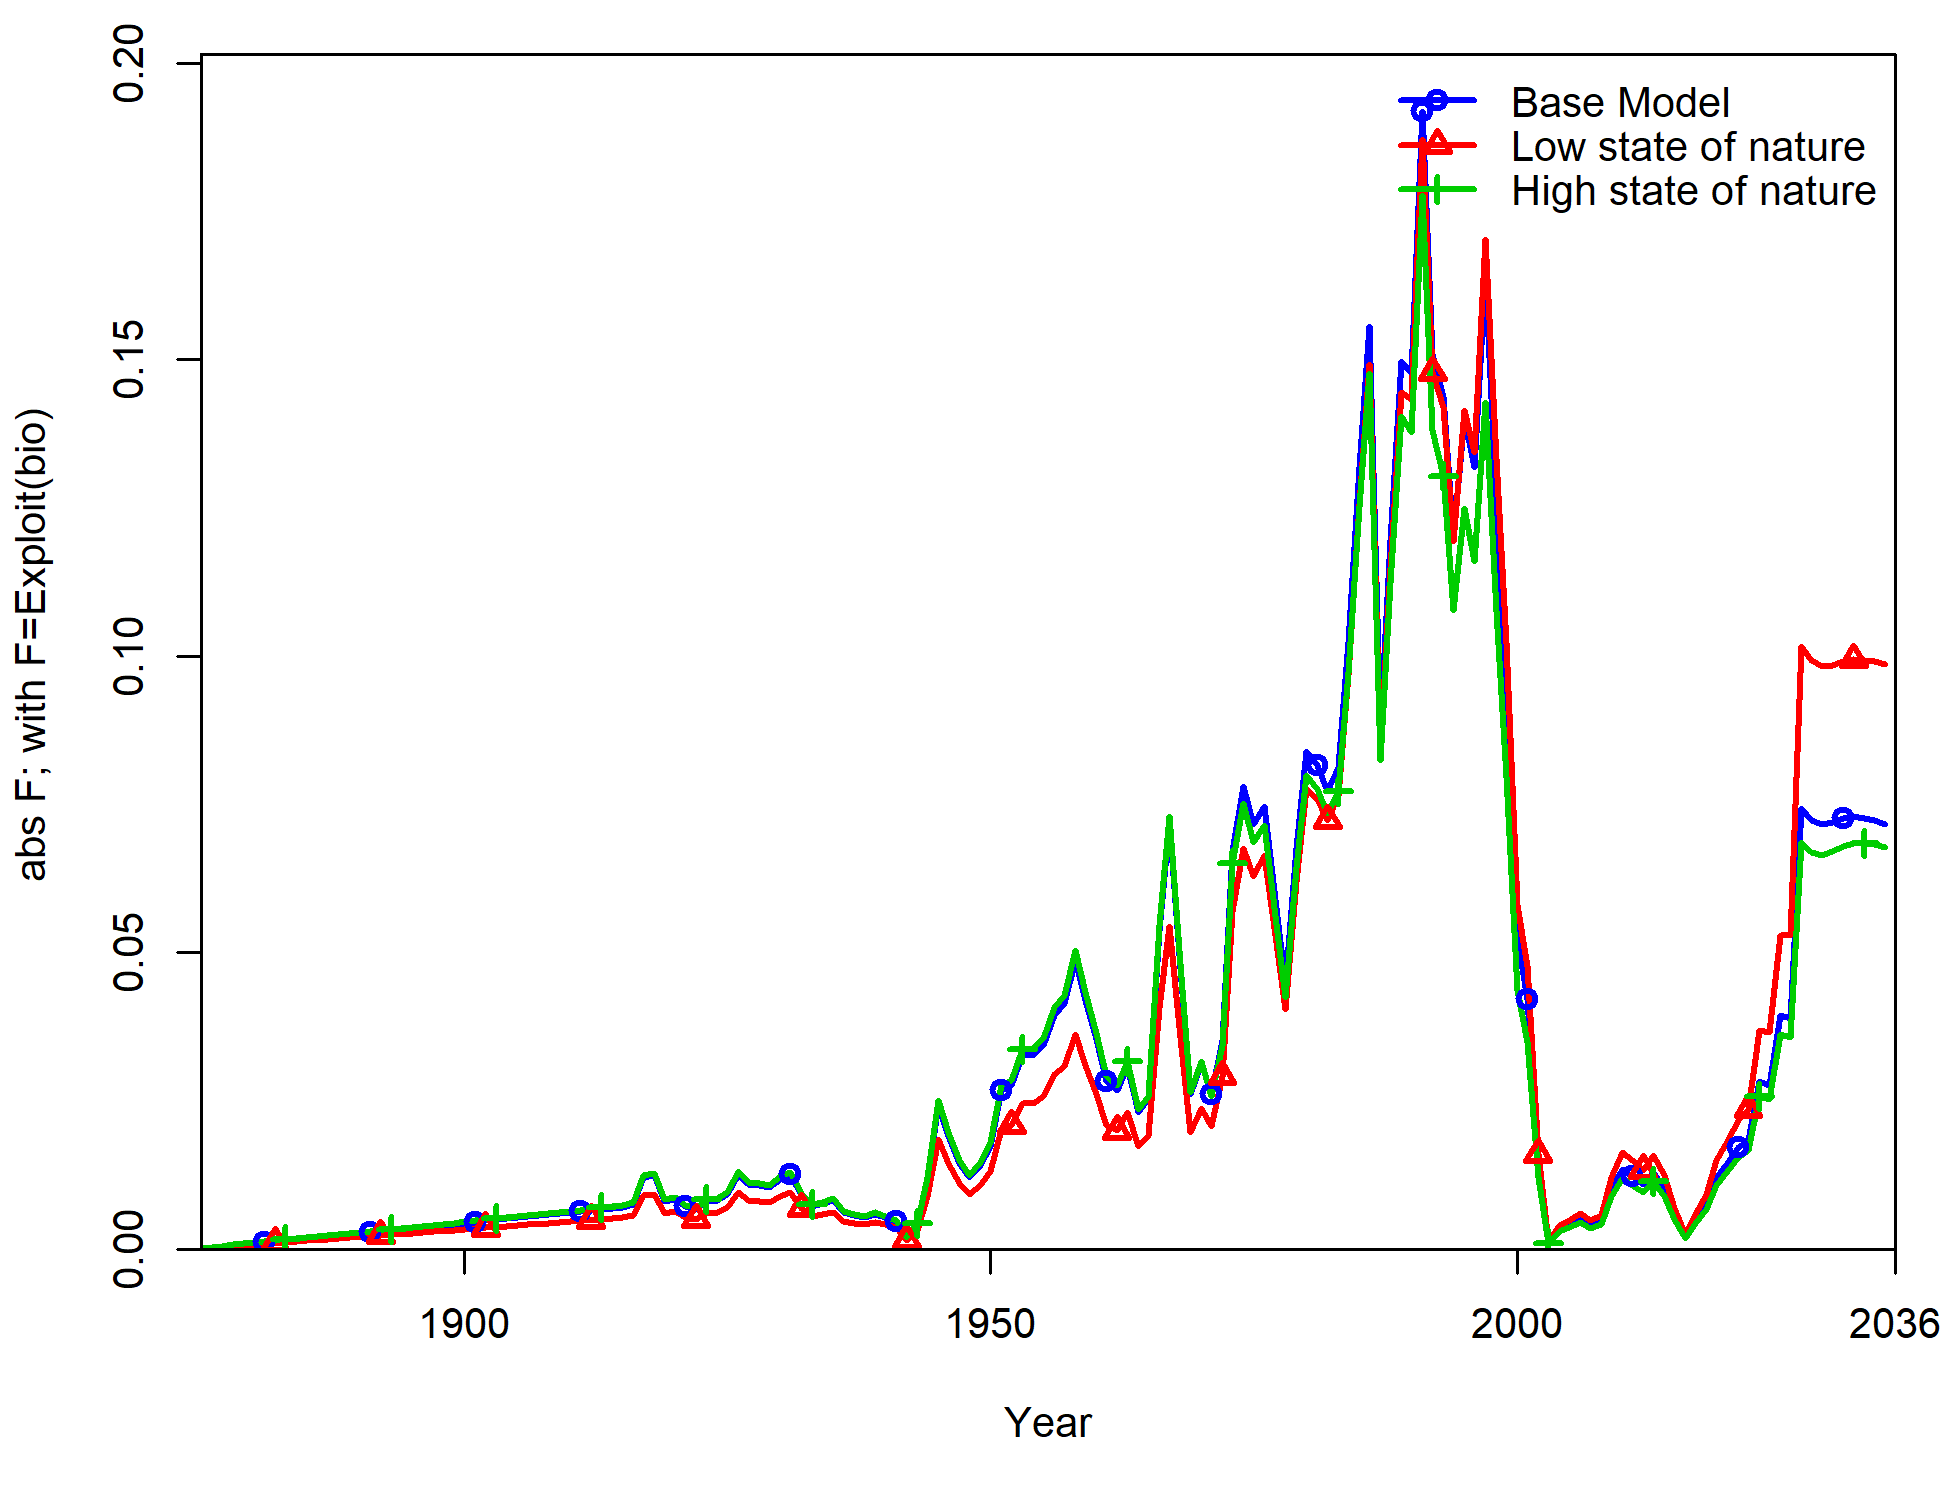 0.20
0.15
0.10
0.05
0.00
abs F; with F=Exploit(bio)
Base Model
Low state of nature
High state of nature
1900
1950
2000
2036
Year